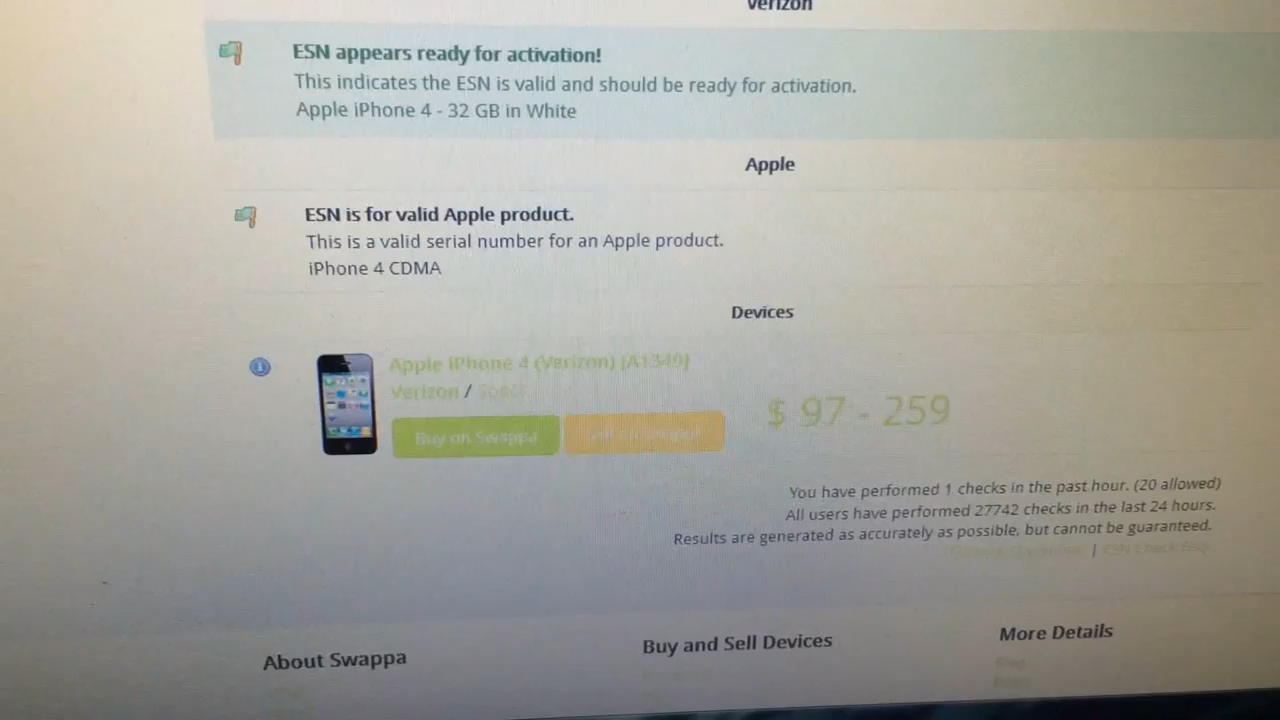 Verizon
ESN appears ready for activation!
This indicates the ESN is valid and should be ready for activation.
Apple iPhone 4 - 32 GB in White
Apple
ESN is for valid Apple product.
This is a valid serial number for an Apple product.
iPhone 4 CDMA
Devices
Apple iPhone 4 (Verizon) [A1349]
Verizon / Specs
Buy on Swappa
$ 97 - 259
You have performed 1 checks in the past hour. (20 allowed)
All users have performed 27742 checks in the last 24 hours.
Results are generated as accurately as possible, but cannot be guaranteed.
| ESN Check FAQ
About Swappa
Buy and Sell Devices
More Details